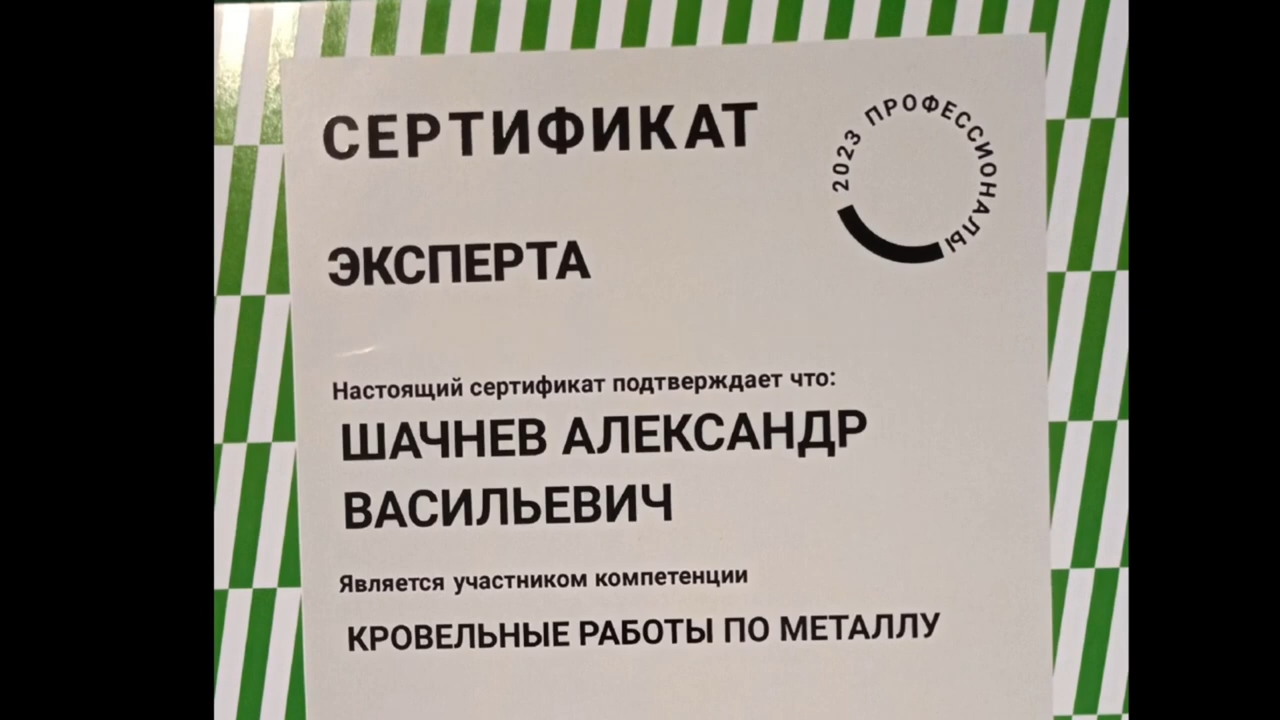 СЕРТИФИКАТ
2023 ПРОФЕССИОНАЛЫ
ЭКСПЕРТА
Настоящий сертификат подтверждает что:
ШАЧНЕВ АЛЕКСАНДР
ВАСИЛЬЕВИЧ
Является участником компетенции
КРОВЕЛЬНЫЕ РАБОТЫ ПО МЕТАЛЛУ